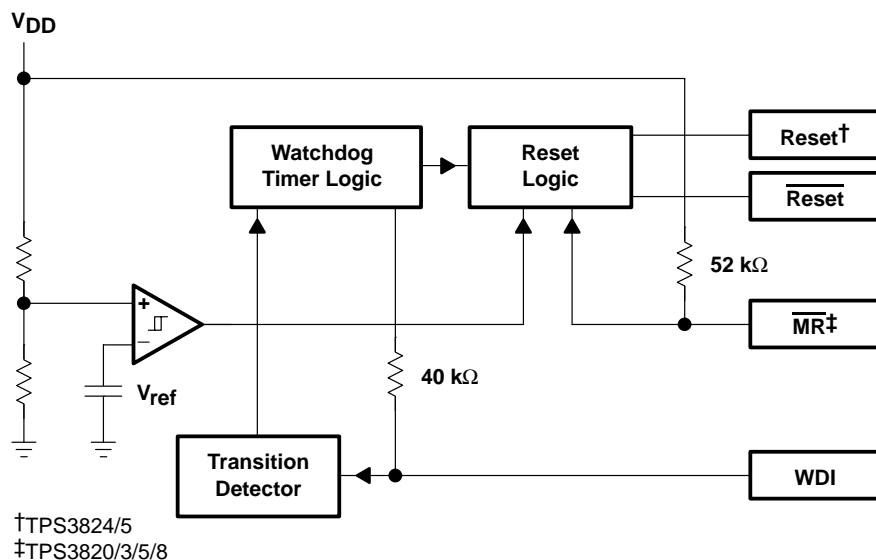 VDD
Watchdog
Timer Logic
Reset
Logic
Reset†
Reset
52 kΩ
MR‡
+
−
Vref
40 kΩ
Transition
Detector
WDI
†TPS3824/5
‡TPS3820/3/5/8